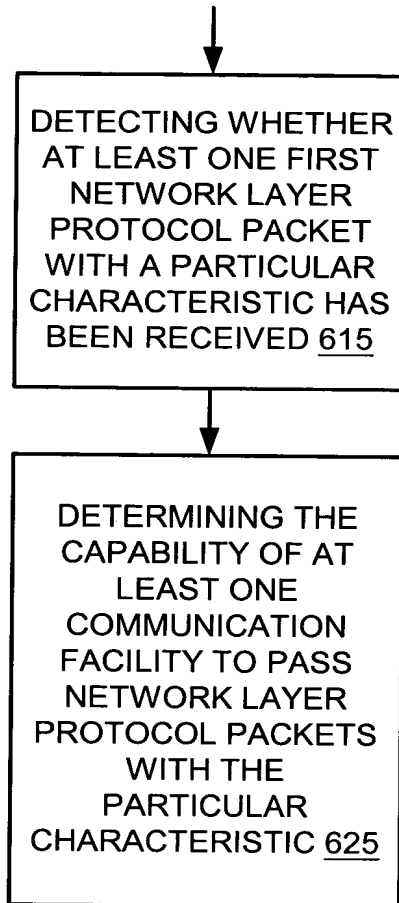 DETECTING WHETHER
AT LEAST ONE FIRST
NETWORK LAYER
PROTOCOL PACKET
WITH A PARTICULAR
CHARACTERISTIC HAS
BEEN RECEIVED 615
DETERMINING THE
CAPABILITY OF AT
LEAST ONE
COMMUNICATION
FACILITY TO PASS
NETWORK LAYER
PROTOCOL PACKETS
WITH THE
PARTICULAR
CHARACTERISTIC 625